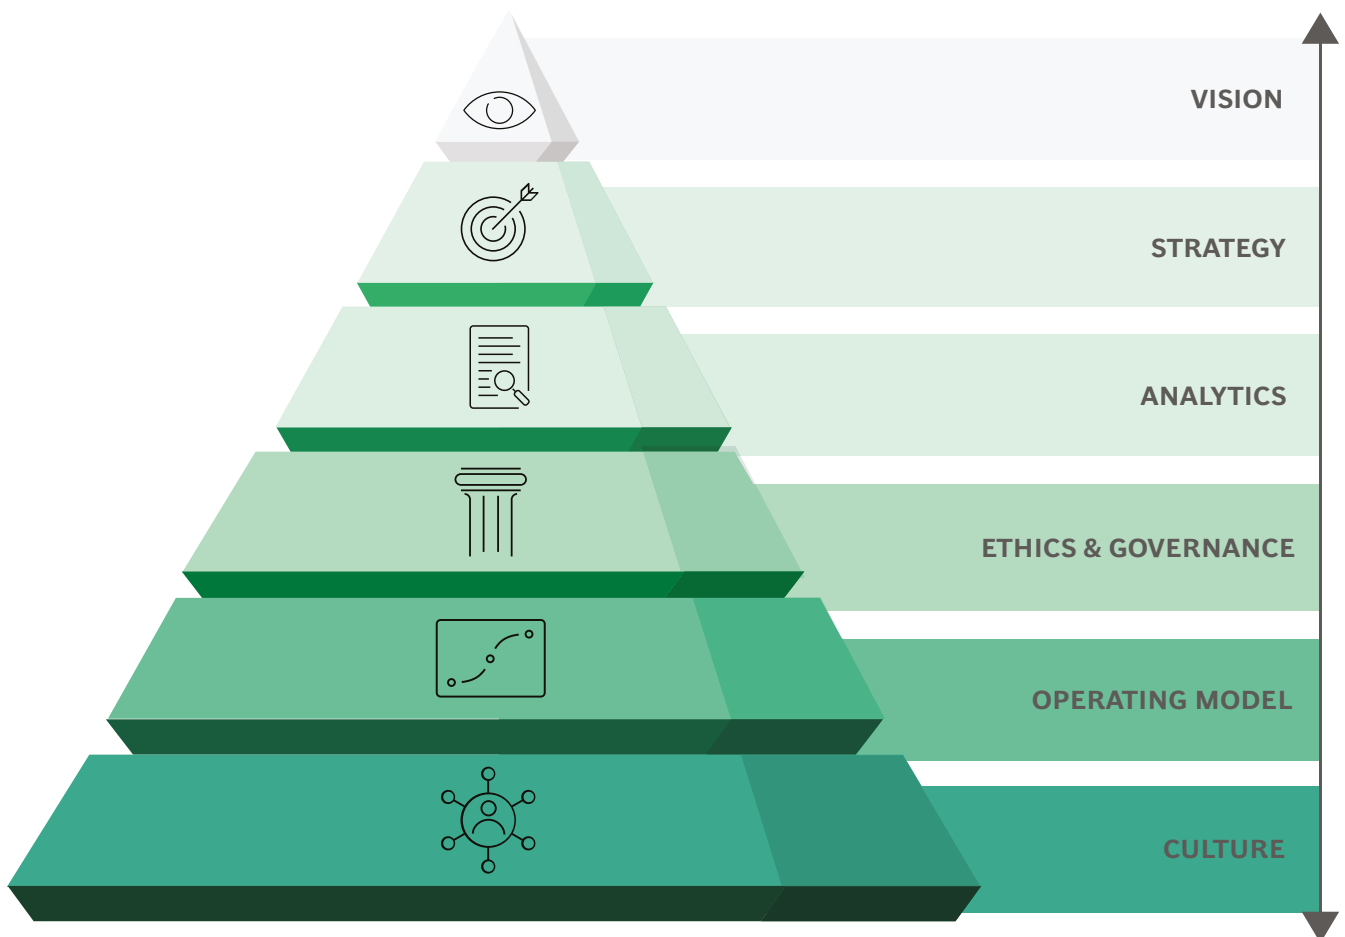 VISION
STRATEGY
ANALYTICS
ETHICS & GOVERNANCE
OPERATING MODEL
CULTURE